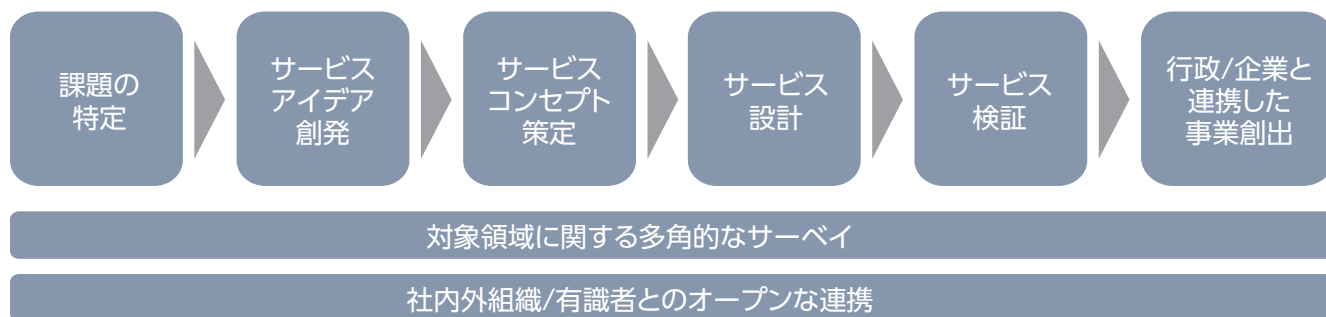 課題の
特定
サービス
アイデア
創発
サービス
コンセプト
策定
サービス
設計
サービス
検証
行政/企業と
連携した
事業創出
対象領域に関する多角的なサーベイ
社内外組織/有識者とのオープンな連携